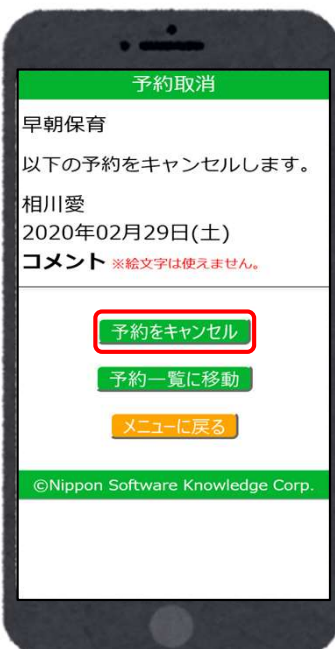 予約取消
早朝保育
以下の予約をキャンセルします。
相川愛
2020年02月29日(土)
コメント ※絵文字は使えません。
予約をキャンセル
予約一覧に移動
メニューに戻る
©Nippon Software Knowledge Corp.